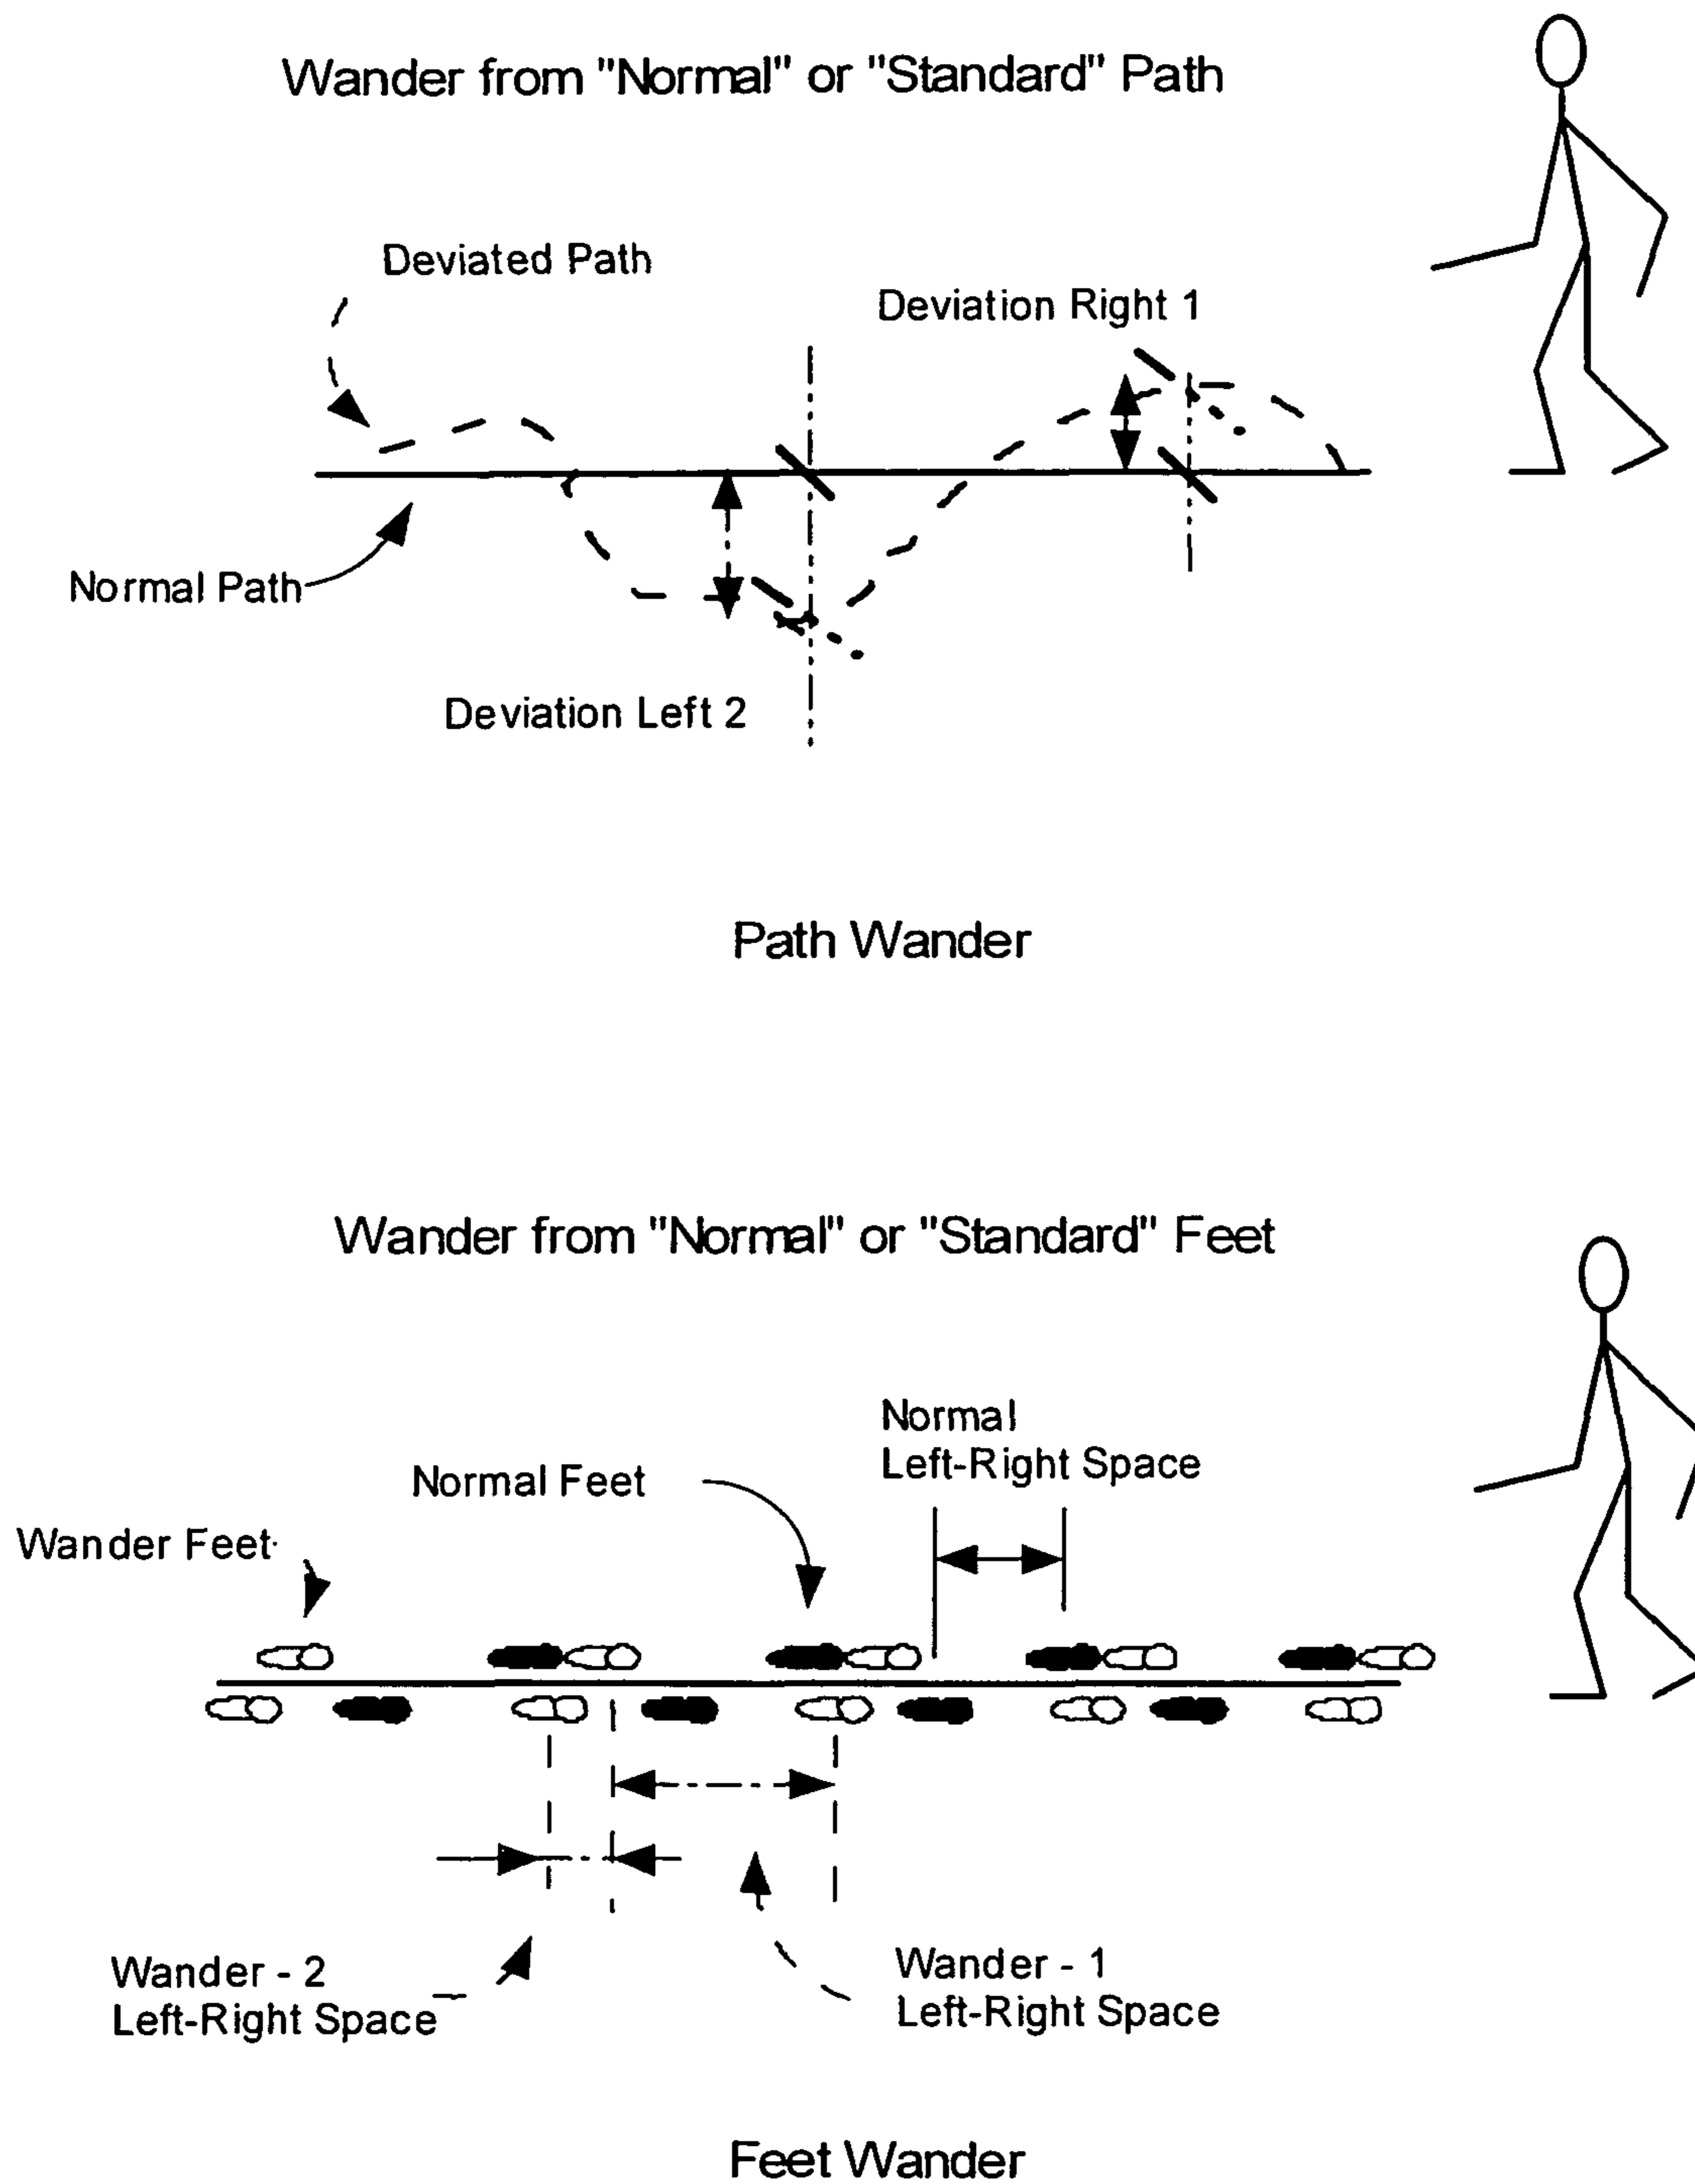 Wander from "Normal" or "Standard" Path
Deviated Path
Deviation Right 1
Normal Path
Deviation Left 2
Path Wander
Wander from "Normal" or "Standard" Feet
Normal
Left-Right Space
Normal Feet
Wander Feet
Wander - 2
Left-Right Space
Wander - 1
Left-Right Space
Feet Wander